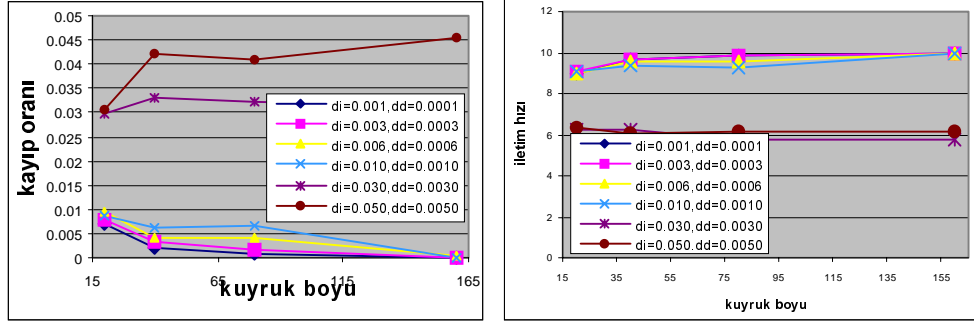 0.05
0.045
0.04
0.035
0.03
0.025
0.02
0.015
0.01
0.005
0
kayıp oranı
di=0.001,dd=0.0001
di=0.003,dd=0.0003
di=0.006,dd=0.0006
di=0.010,dd=0.0010
di=0.030,dd=0.0030
di=0.050,dd=0.0050
15 65 115 165
kuyruk boyu
12
10
8
6
4
2
0
iletim hızı
di=0.001,dd=0.0001
di=0.003,dd=0.0003
di=0.006,dd=0.0006
di=0.010,dd=0.0010
di=0.030,dd=0.0030
di=0.050.dd=0.0050
15 35 55 75 95 115 135 155
kuyruk boyu